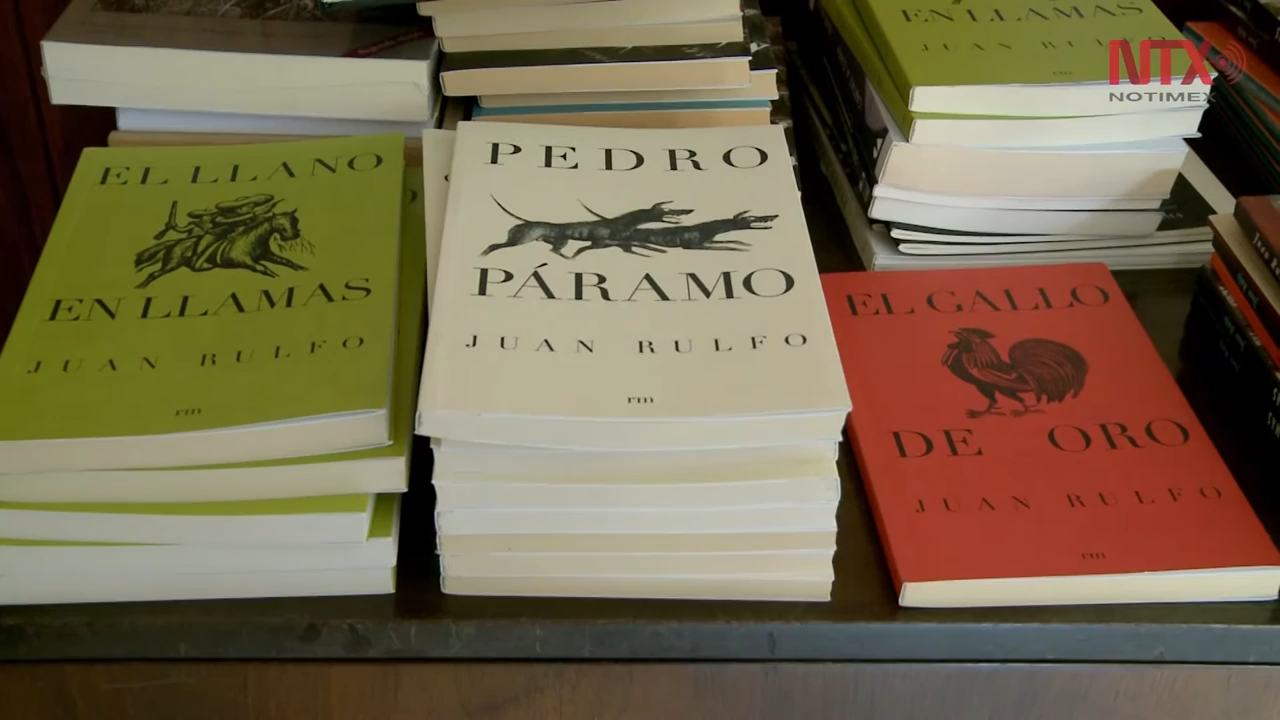 EL LLANO
EN LLAMAS
JUAN RULFO
rm
PEDRO
PÁRAMO
JUAN RULFO
rm
EL GALLO
DE ORO
JUAN RULFO
rm
EN LLAMAS
JUAN RULFO
rm
NTX
NOTIMEX